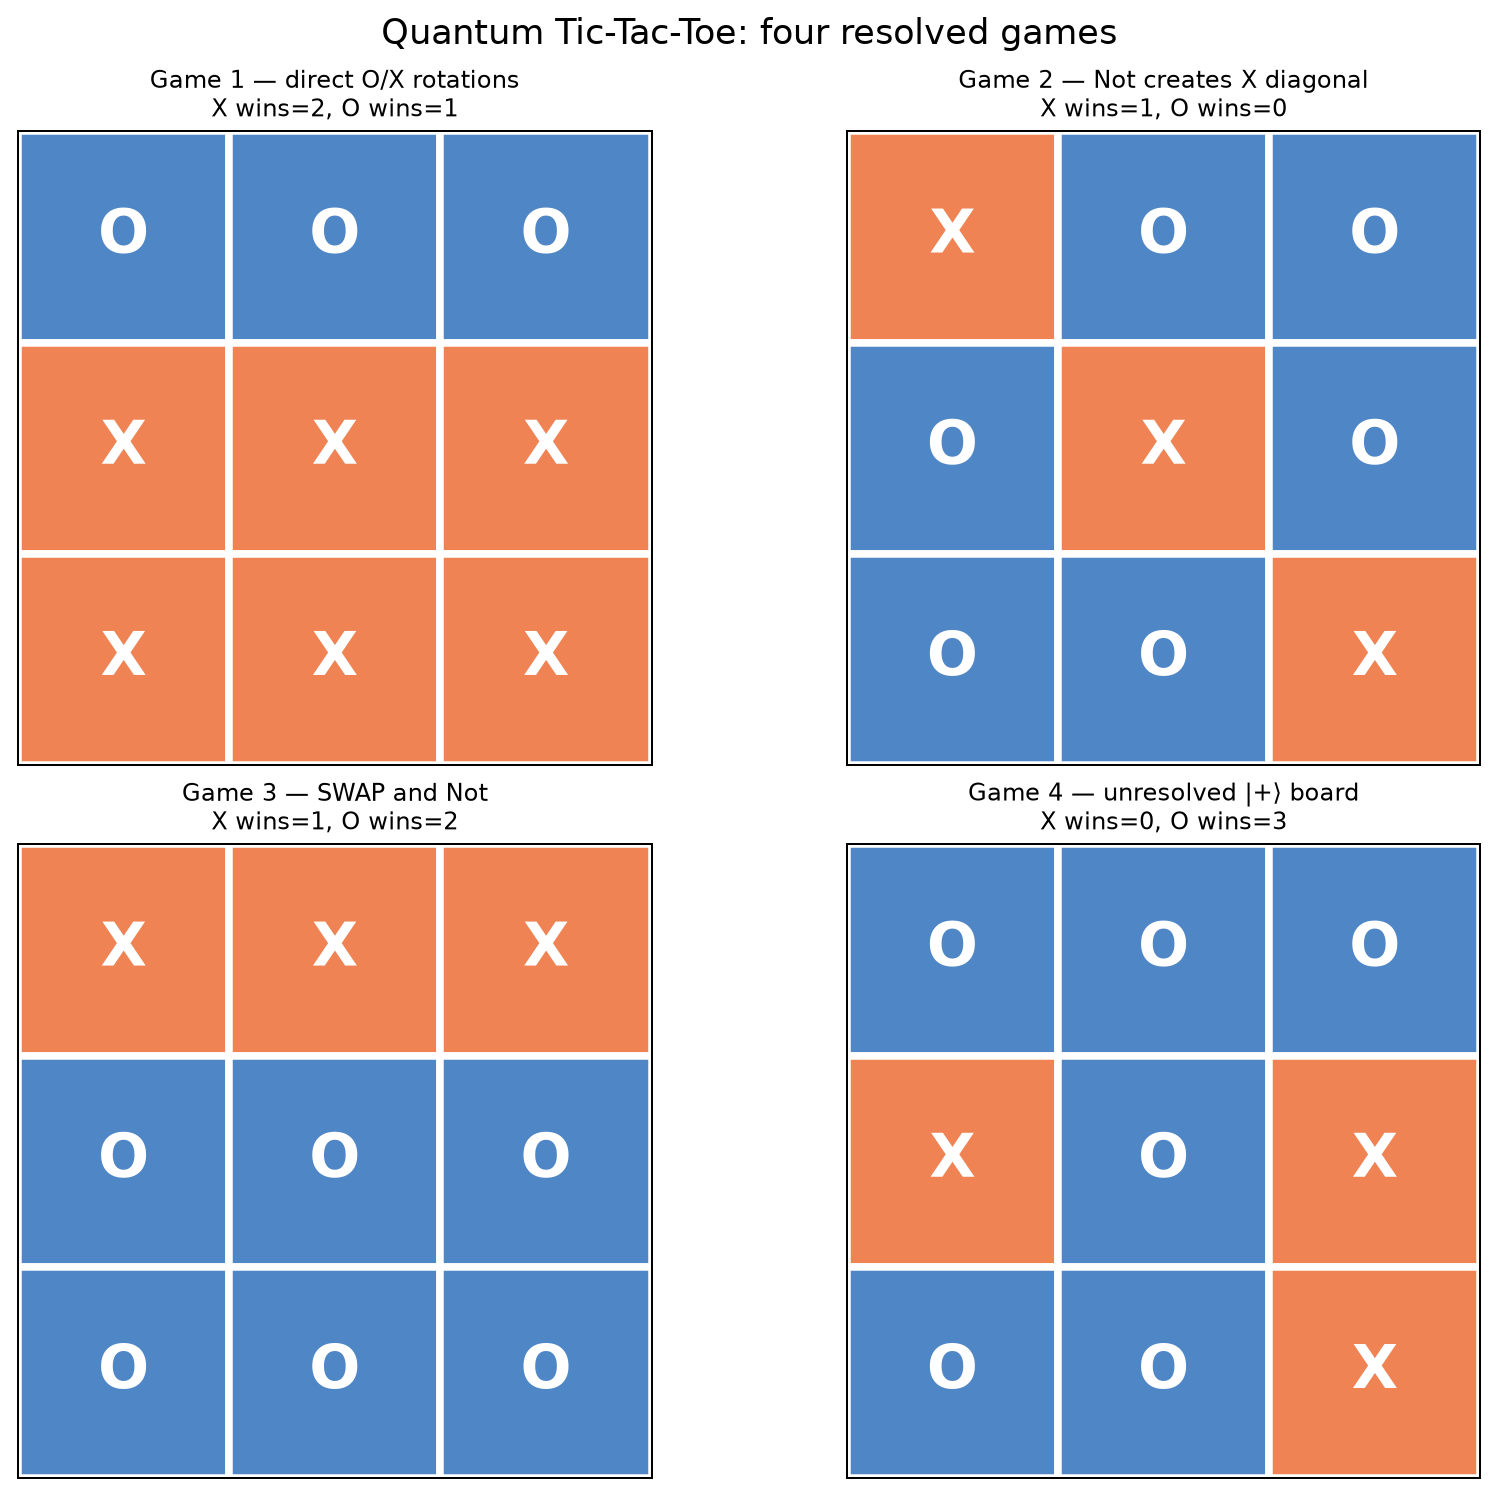 Quantum Tic-Tac-Toe: four resolved games
Game 1 — direct O/X rotations
X wins=2, O wins=1
O O O
X X X
X X X
Game 2 — Not creates X diagonal
X wins=1, O wins=0
X O O
O X O
O O X
Game 3 — SWAP and Not
X wins=1, O wins=2
X X X
O O O
O O O
Game 4 — unresolved |+⟩ board
X wins=0, O wins=3
O O O
X O X
O O X